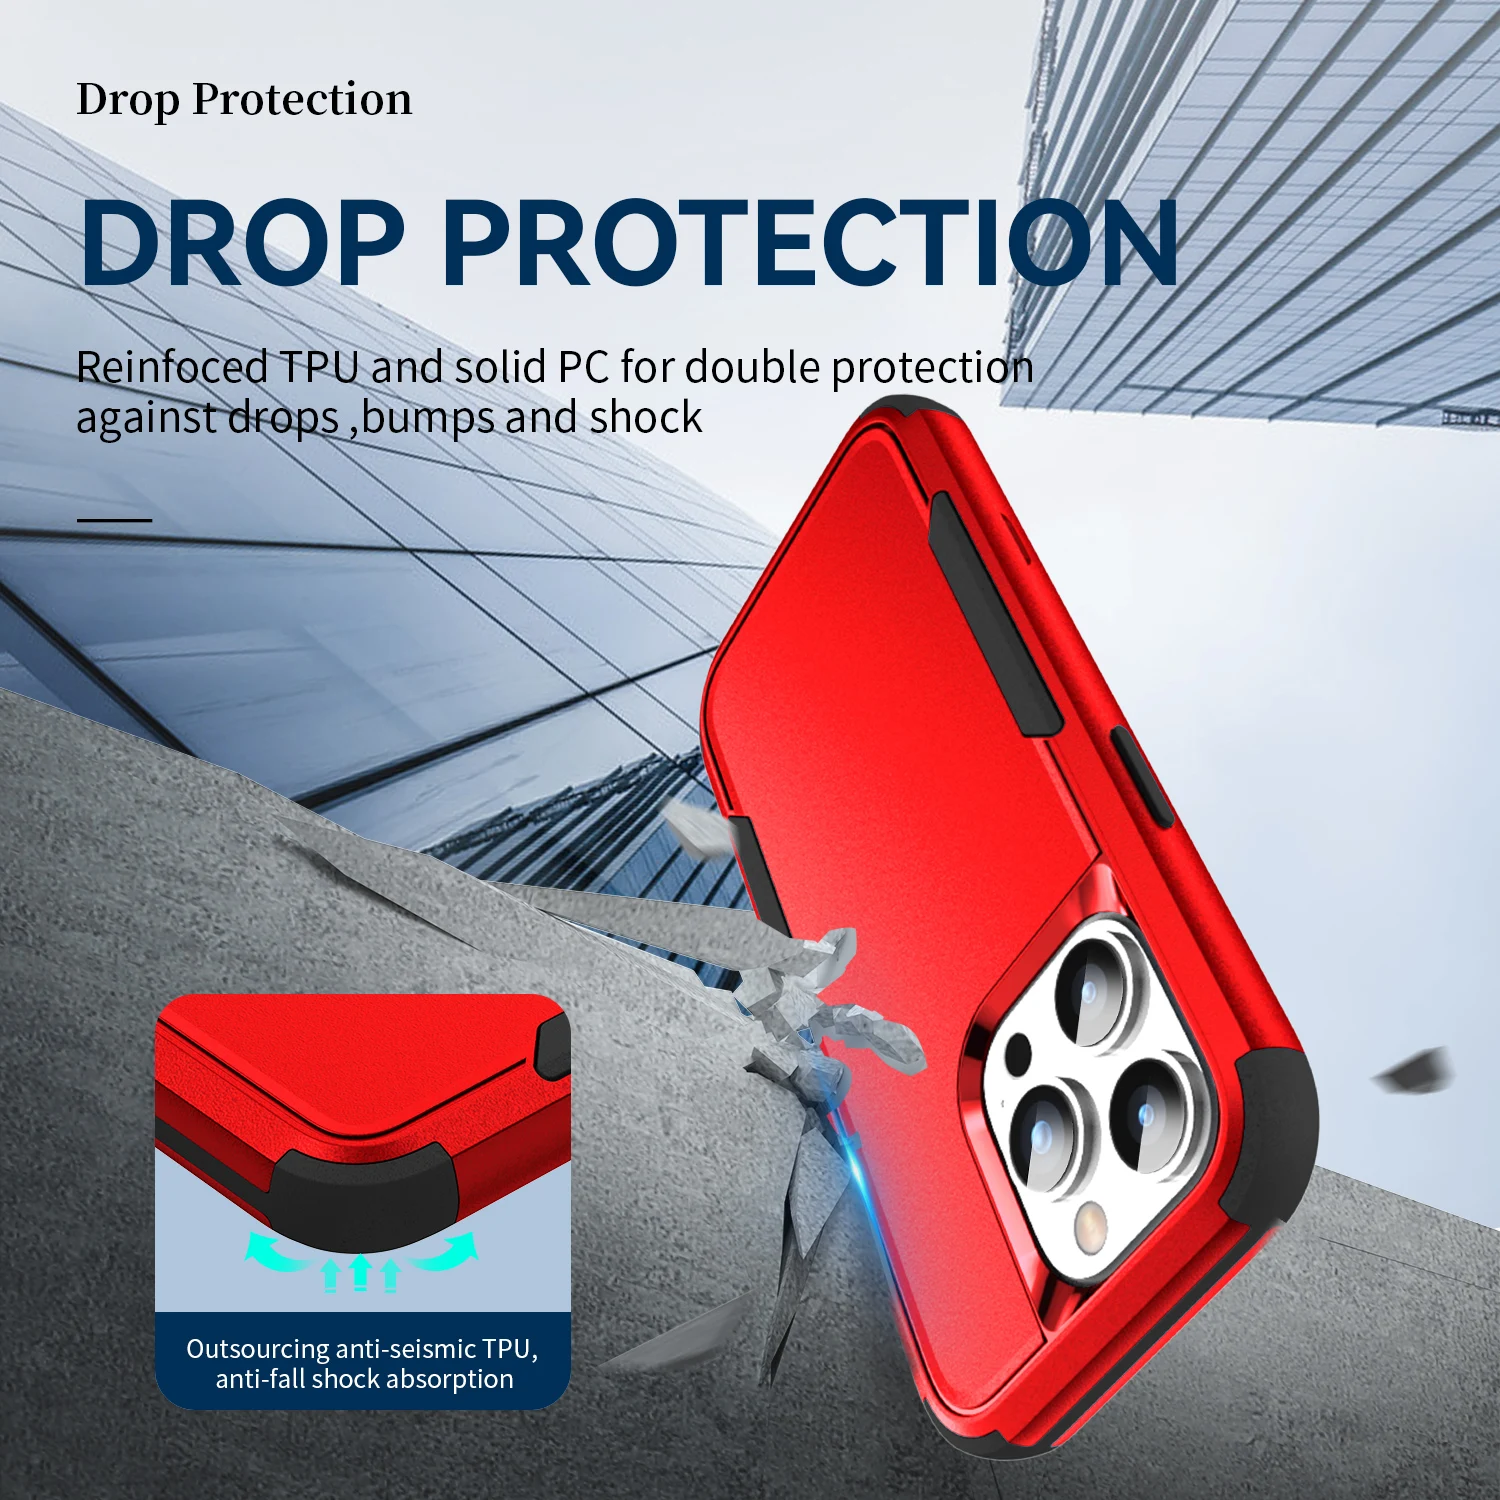 Drop Protection
DROP PROTECTION
Reinfoced TPU and solid PC for double protection
against drops ,bumps and shock
Outsourcing anti-seismic TPU,
anti-fall shock absorption